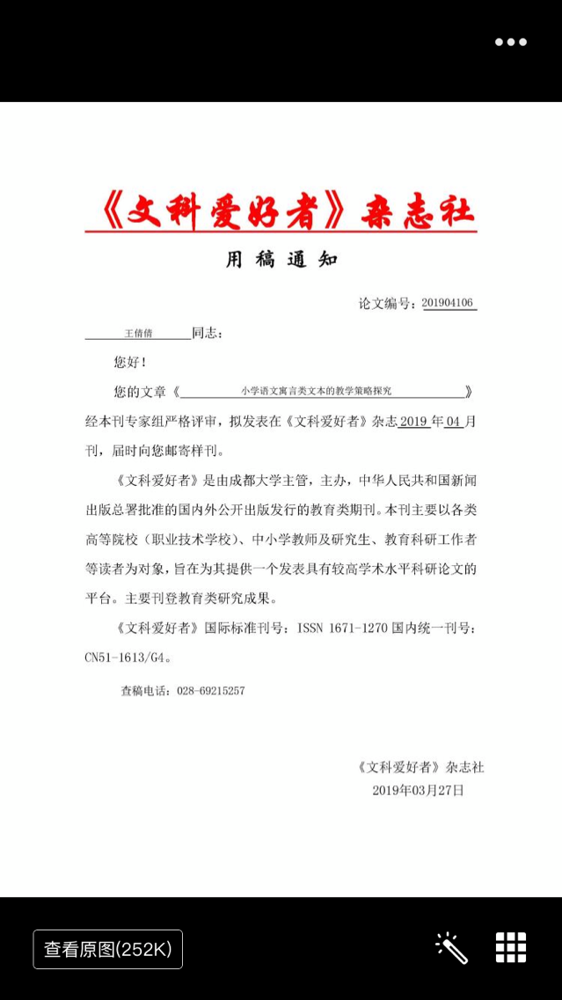 《文科爱好者》杂志社
用稿通知
论文编号：201904106
王倩倩同志：
您好！
您的文章《小学语文寓言类文本的教学策略探究》
经本刊专家组严格评审，拟发表在《文科爱好者》杂志2019年04月
刊，届时向您邮寄样刊。
《文科爱好者》是由成都大学主管，主办，中华人民共和国新闻
出版总署批准的国内外公开出版发行的教育类期刊。本刊主要以各类
高等院校（职业技术学校）、中小学教师及研究生、教育科研工作者
等读者为对象，旨在为其提供一个发表具有较高学术水平科研论文的
平台。主要刊登教育类研究成果。
《文科爱好者》国际标准刊号：ISSN 1671-1270 国内统一刊号：
CN51-1613/G4。
查稿电话：028-69215257
《文科爱好者》杂志社
2019年03月27日
查看原图(252K)